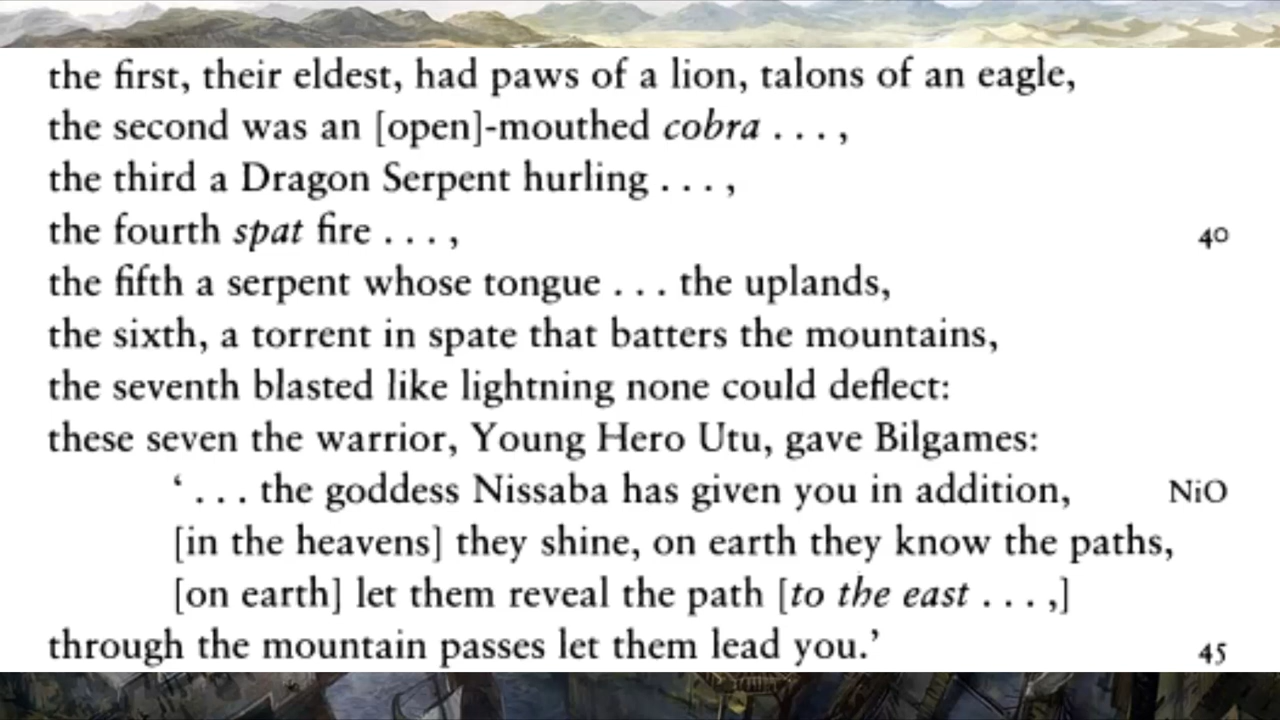 the first, their eldest, had paws of a lion, talons of an eagle,
the second was an [open]-mouthed cobra . . . ,
the third a Dragon Serpent hurling . . . ,
the fourth spat fire . . . , 40
the fifth a serpent whose tongue . . . the uplands,
the sixth, a torrent in spate that batters the mountains,
the seventh blasted like lightning none could deflect:
these seven the warrior, Young Hero Utu, gave Bilgames:
‘ . . . the goddess Nissaba has given you in addition, NiO
[in the heavens] they shine, on earth they know the paths,
[on earth] let them reveal the path [to the east . . . ,]
through the mountain passes let them lead you.’ 45